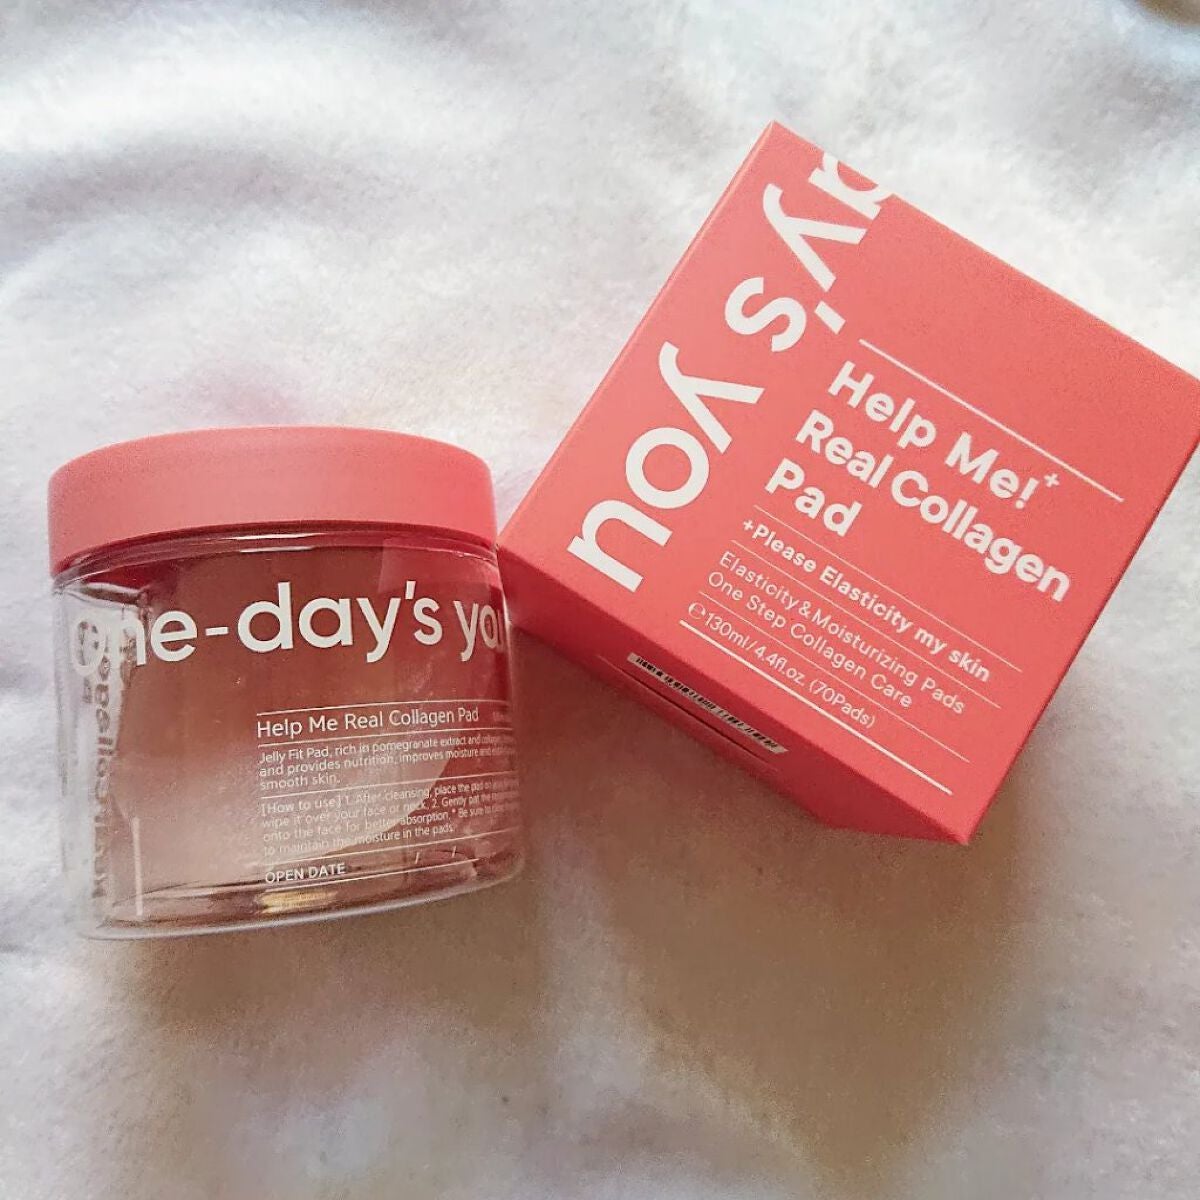 One-day's you
Help Me Real Collagen Pad
Jelly Fit Pad, rich in pomegranate extract and collagen,
and provides nutrition, improves moisture and
smooth skin.
[How to use] 1. After cleansing, place the pad on
wipe it over your face or neck. 2. Gently pat the
onto the face for better absorption. * Be sure to
to maintain the moisture in the pads.
OPEN DATE / /
ay's you
Help Me!+
Real Collagen
Pad
+Please Elasticity my skin
Elasticity & Moisturizing Pads
One Step Collagen Care
℮130ml/4.4fl.oz. (70Pads)